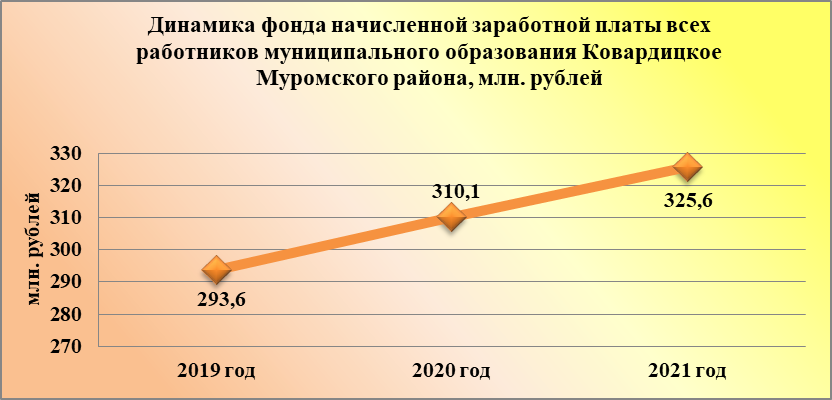 Динамика фонда начисленной заработной платы всех
работников муниципального образования Ковардицкое
Муромского района, млн. рублей
млн. рублей
330
320
310
300
290
280
270
293,6
310,1
325,6
2019 год
2020 год
2021 год